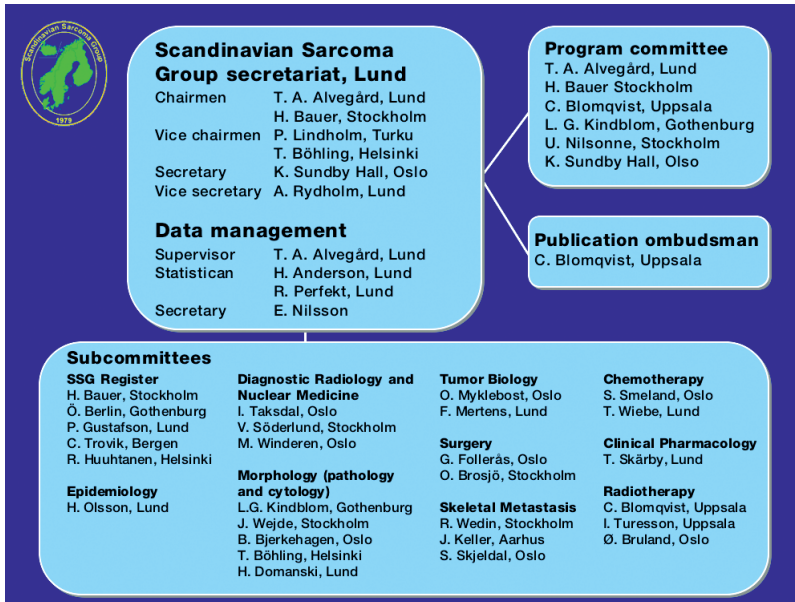 Scandinavian Sarcoma Group
1979
Scandinavian Sarcoma
Group secretariat, Lund
Chairmen T. A. Alvegård, Lund
H. Bauer, Stockholm
Vice chairmen P. Lindholm, Turku
T. Böhling, Helsinki
Secretary K. Sundby Hall, Oslo
Vice secretary A. Rydholm, Lund
Data management
Supervisor T. A. Alvegård, Lund
Statistican H. Anderson, Lund
R. Perfekt, Lund
Secretary E. Nilsson
Program committee
T. A. Alvegård, Lund
H. Bauer Stockholm
C. Blomqvist, Uppsala
L. G. Kindblom, Gothenburg
U. Nilsonne, Stockholm
K. Sundby Hall, Olso
Publication ombudsman
C. Blomqvist, Uppsala
Subcommittees
SSG Register
H. Bauer, Stockholm
Ö. Berlin, Gothenburg
P. Gustafson, Lund
C. Trovik, Bergen
R. Huuhtanen, Helsinki
Epidemiology
H. Olsson, Lund
Diagnostic Radiology and
Nuclear Medicine
I. Taksdal, Oslo
V. Söderlund, Stockholm
M. Winderen, Oslo
Morphology (pathology
and cytology)
L.G. Kindblom, Gothenburg
J. Wejde, Stockholm
B. Bjerkehagen, Oslo
T. Böhling, Helsinki
H. Domanski, Lund
Tumor Biology
O. Myklebost, Oslo
F. Mertens, Lund
Surgery
G. Follerås, Oslo
O. Brosjö, Stockholm
Skeletal Metastasis
R. Wedin, Stockholm
J. Keller, Aarhus
S. Skjeldal, Oslo
Chemotherapy
S. Smeland, Oslo
T. Wiebe, Lund
Clinical Pharmacology
T. Skärby, Lund
Radiotherapy
C. Blomqvist, Uppsala
I. Turesson, Uppsala
Ø. Bruland, Oslo